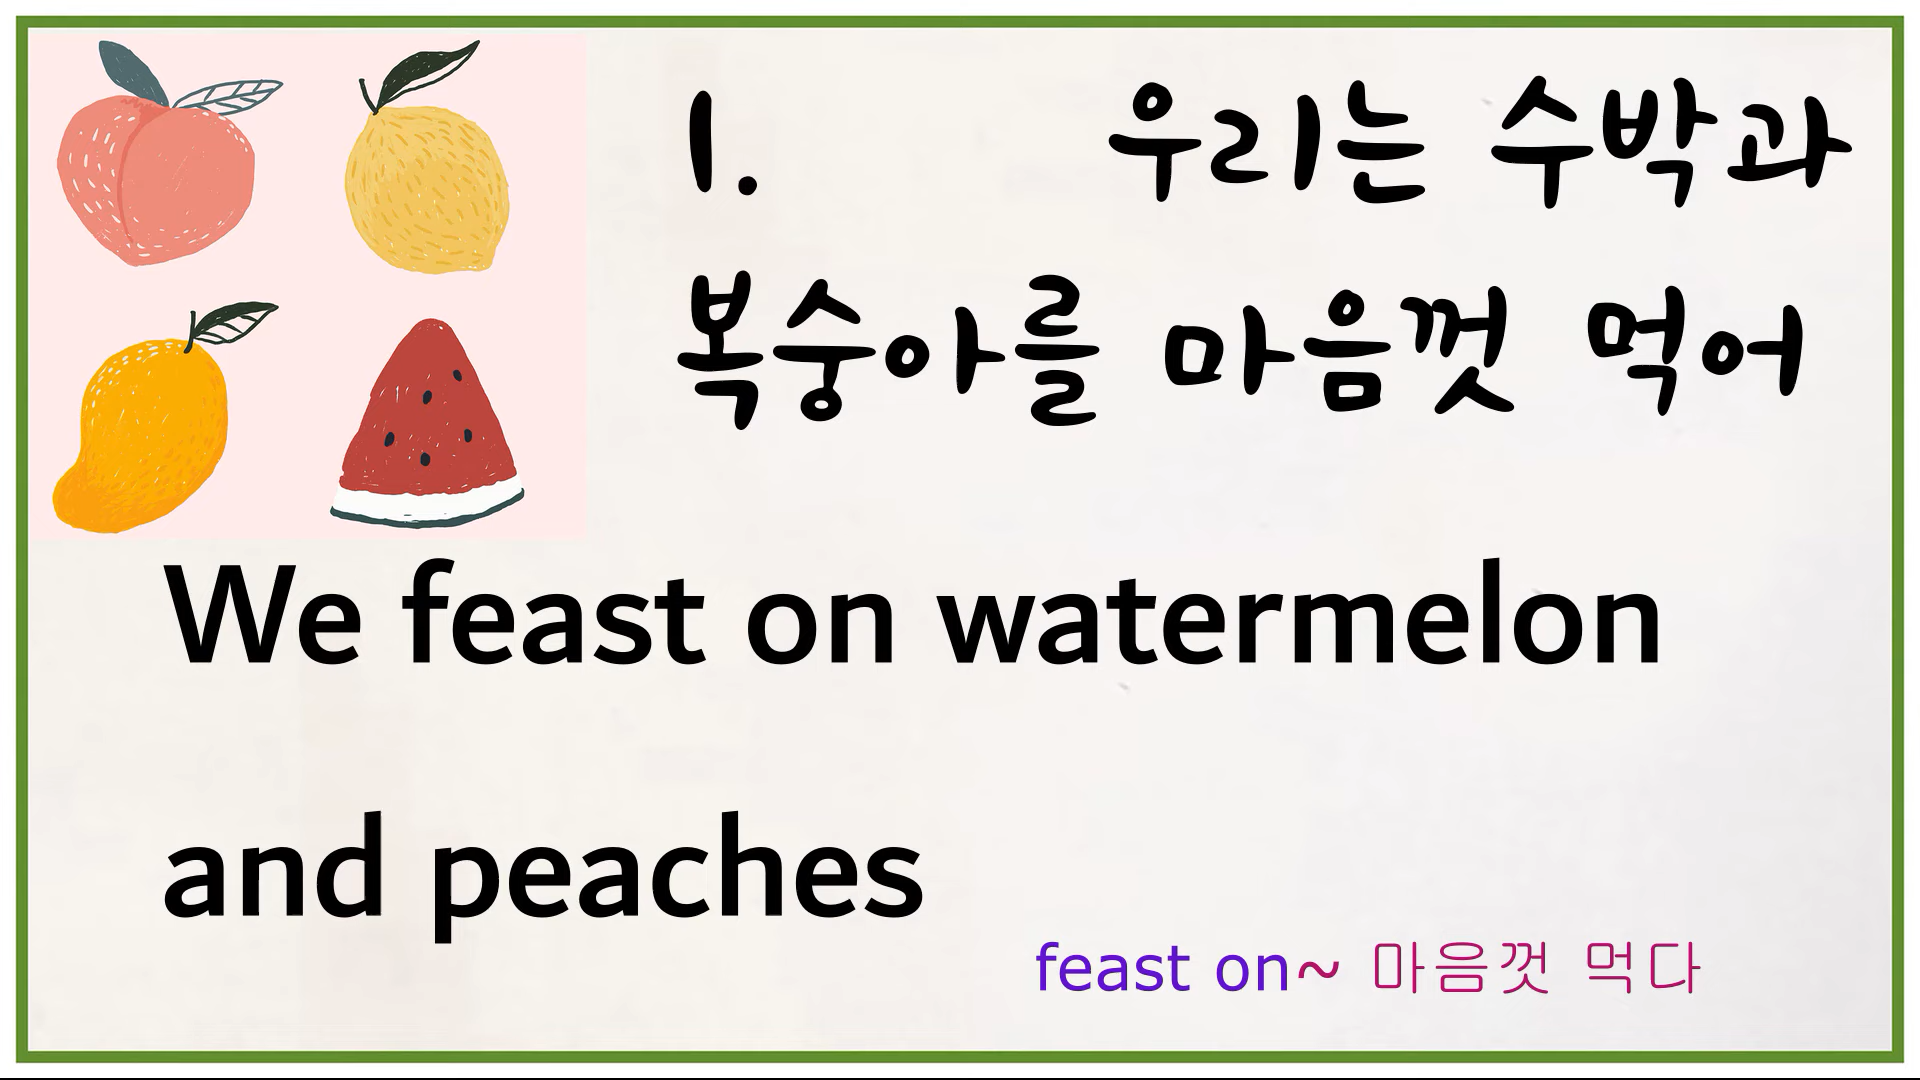 1. 우리는 수박과
복숭아를 마음껏 먹어
We feast on watermelon
and peaches
feast on~ 마음껏 먹다